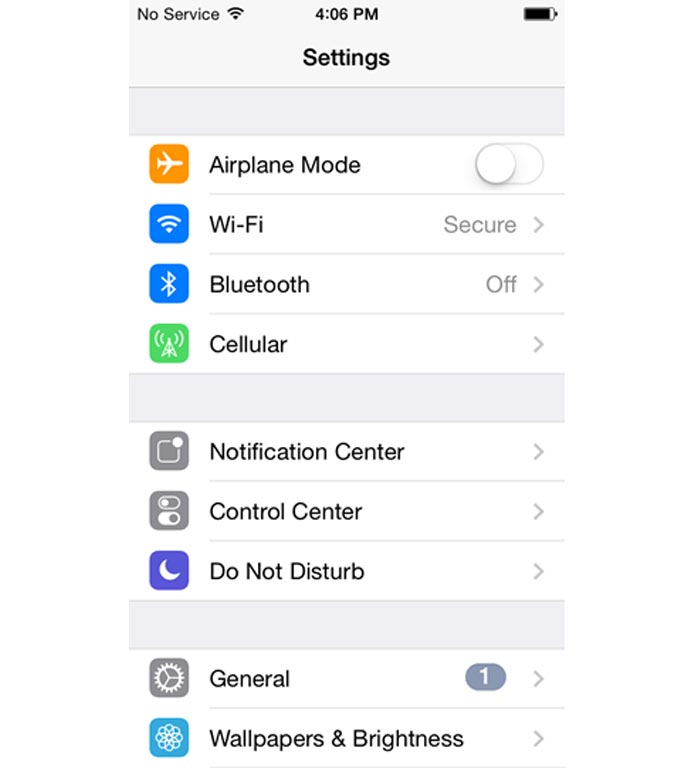 No Service 4:06 PM
Settings
Airplane Mode
Wi-Fi Secure
Bluetooth Off
Cellular
Notification Center
Control Center
Do Not Disturb
General 1
Wallpapers & Brightness